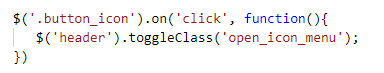 $('.button_icon').on('click', function(){
    $('header').toggleClass('open_icon_menu');
})